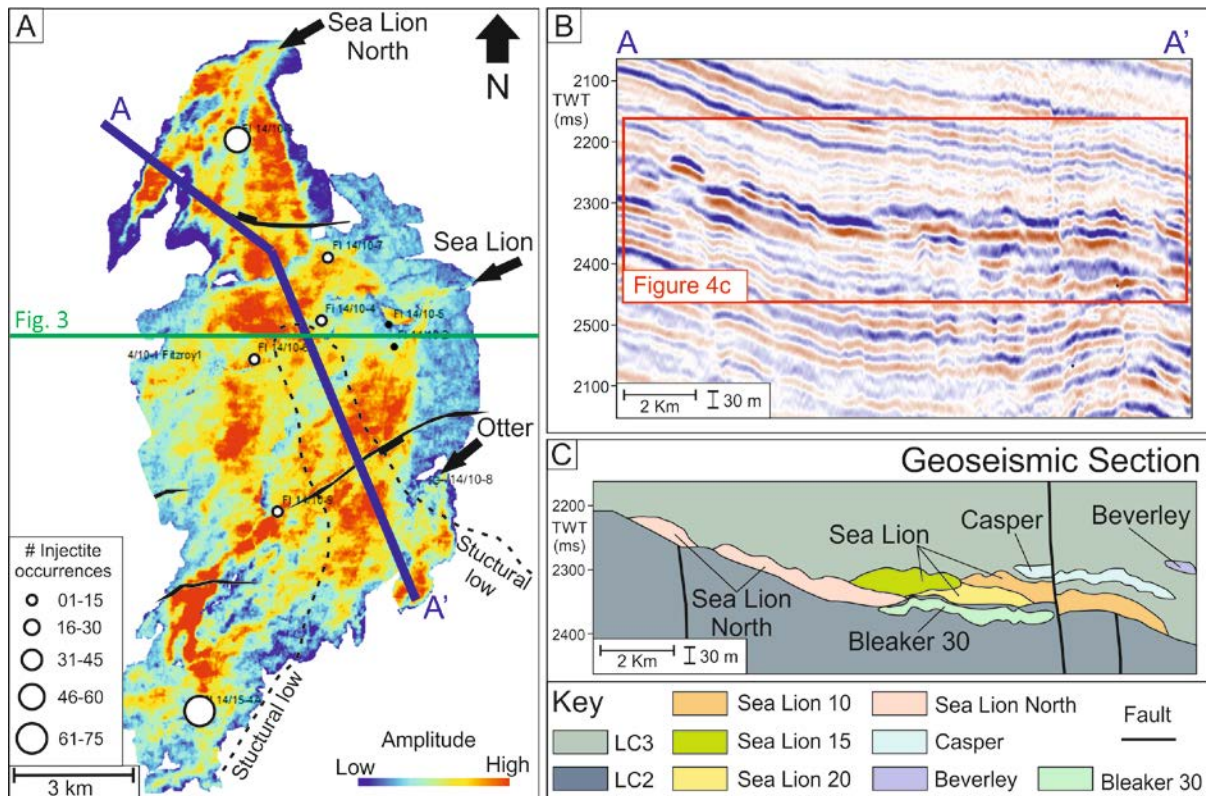 A
Sea Lion
North
N
A
Fl 14/10-9
Fl 14/10-7
Sea Lion
Fl 14/10-4
Fl 14/10-5
Fig. 3
4/10-1 Fitzroy1
Fl 14/10-6
Otter
14/10-8
Stuctural
low
A'
Stuctural low
# Injectite
occurrences
01-15
16-30
31-45
46-60
61-75
3 km
Amplitude
Low
High
B
A
A'
2100
TWT
(ms)
2200
2300
2400
Figure 4c
2500
2100
2 Km
30 m
C
Geoseismic Section
2200
TWT
(ms)
2300
2400
Sea Lion
Casper
Beverley
Sea Lion
North
Bleaker 30
2 Km
30 m
Key
LC3
LC2
Sea Lion 10
Sea Lion 15
Sea Lion 20
Sea Lion North
Casper
Beverley
Fault
Bleaker 30